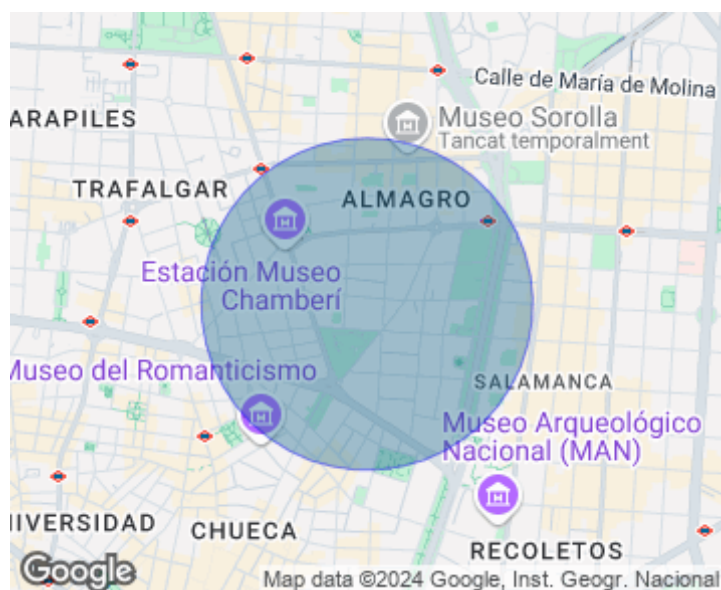 Calle de María de Molina
Museo Sorolla
Tancat temporalment
ARAPILES
TRAFALGAR
ALMAGRO
Estación Museo
Chamberí
Museo del Romanticismo
SALAMANCA
Museo Arqueológico
Nacional (MAN)
NIVERSIDAD
CHUECA
RECOLETOS
Google
Map data ©2024 Google, Inst. Geogr. Nacional